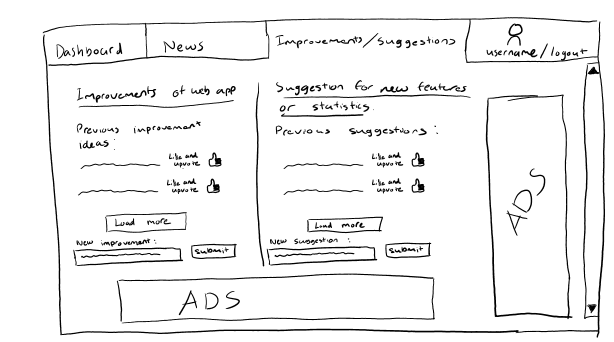 Dashboard
News
Improvements/Suggestions
username/logout
Improvements of web app
Previous improvement
ideas:
Like and
upvote
Like and
upvote
Load more
New improvement:
Submit
Suggestion for new features
or statistics.
Previous suggestions:
Like and
upvote
Like and
upvote
Load more
New suggestion:
Submit
ADS
ADS